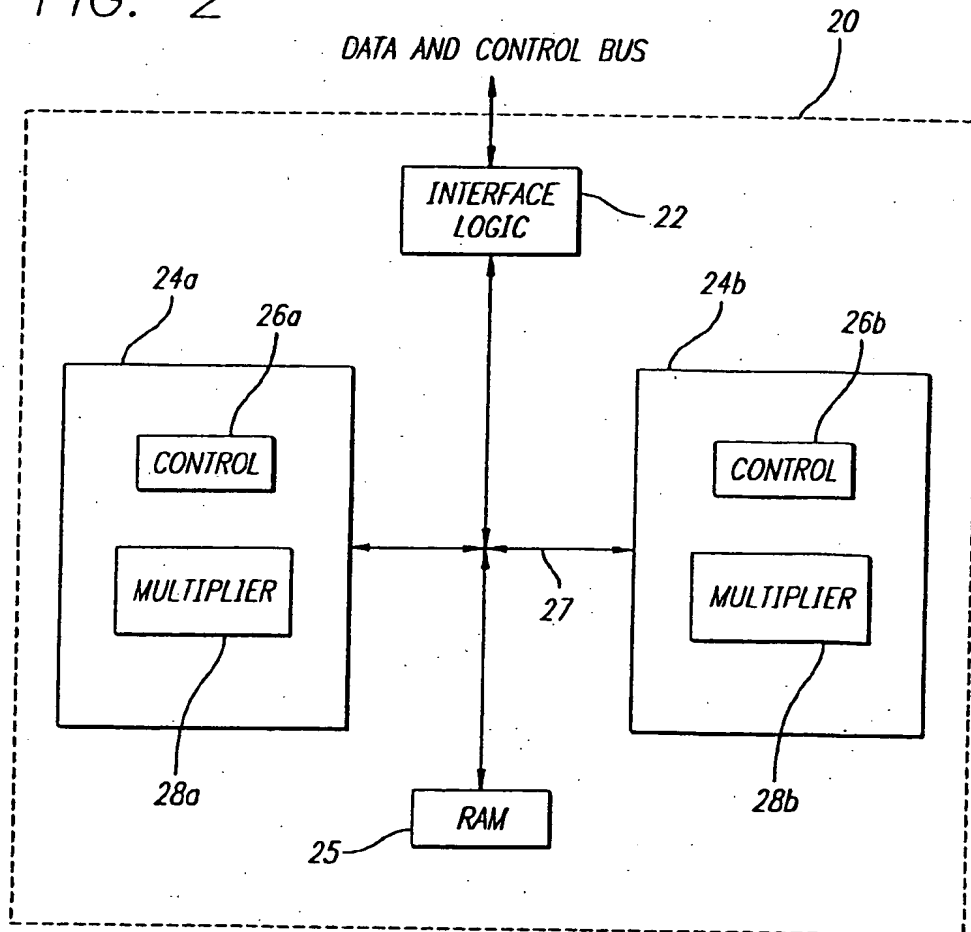 FIG. 2
20
DATA AND CONTROL BUS
INTERFACE
LOGIC
22
24a
26a
24b
26b
CONTROL
CONTROL
MULTIPLIER
MULTIPLIER
27
28a
28b
RAM
25